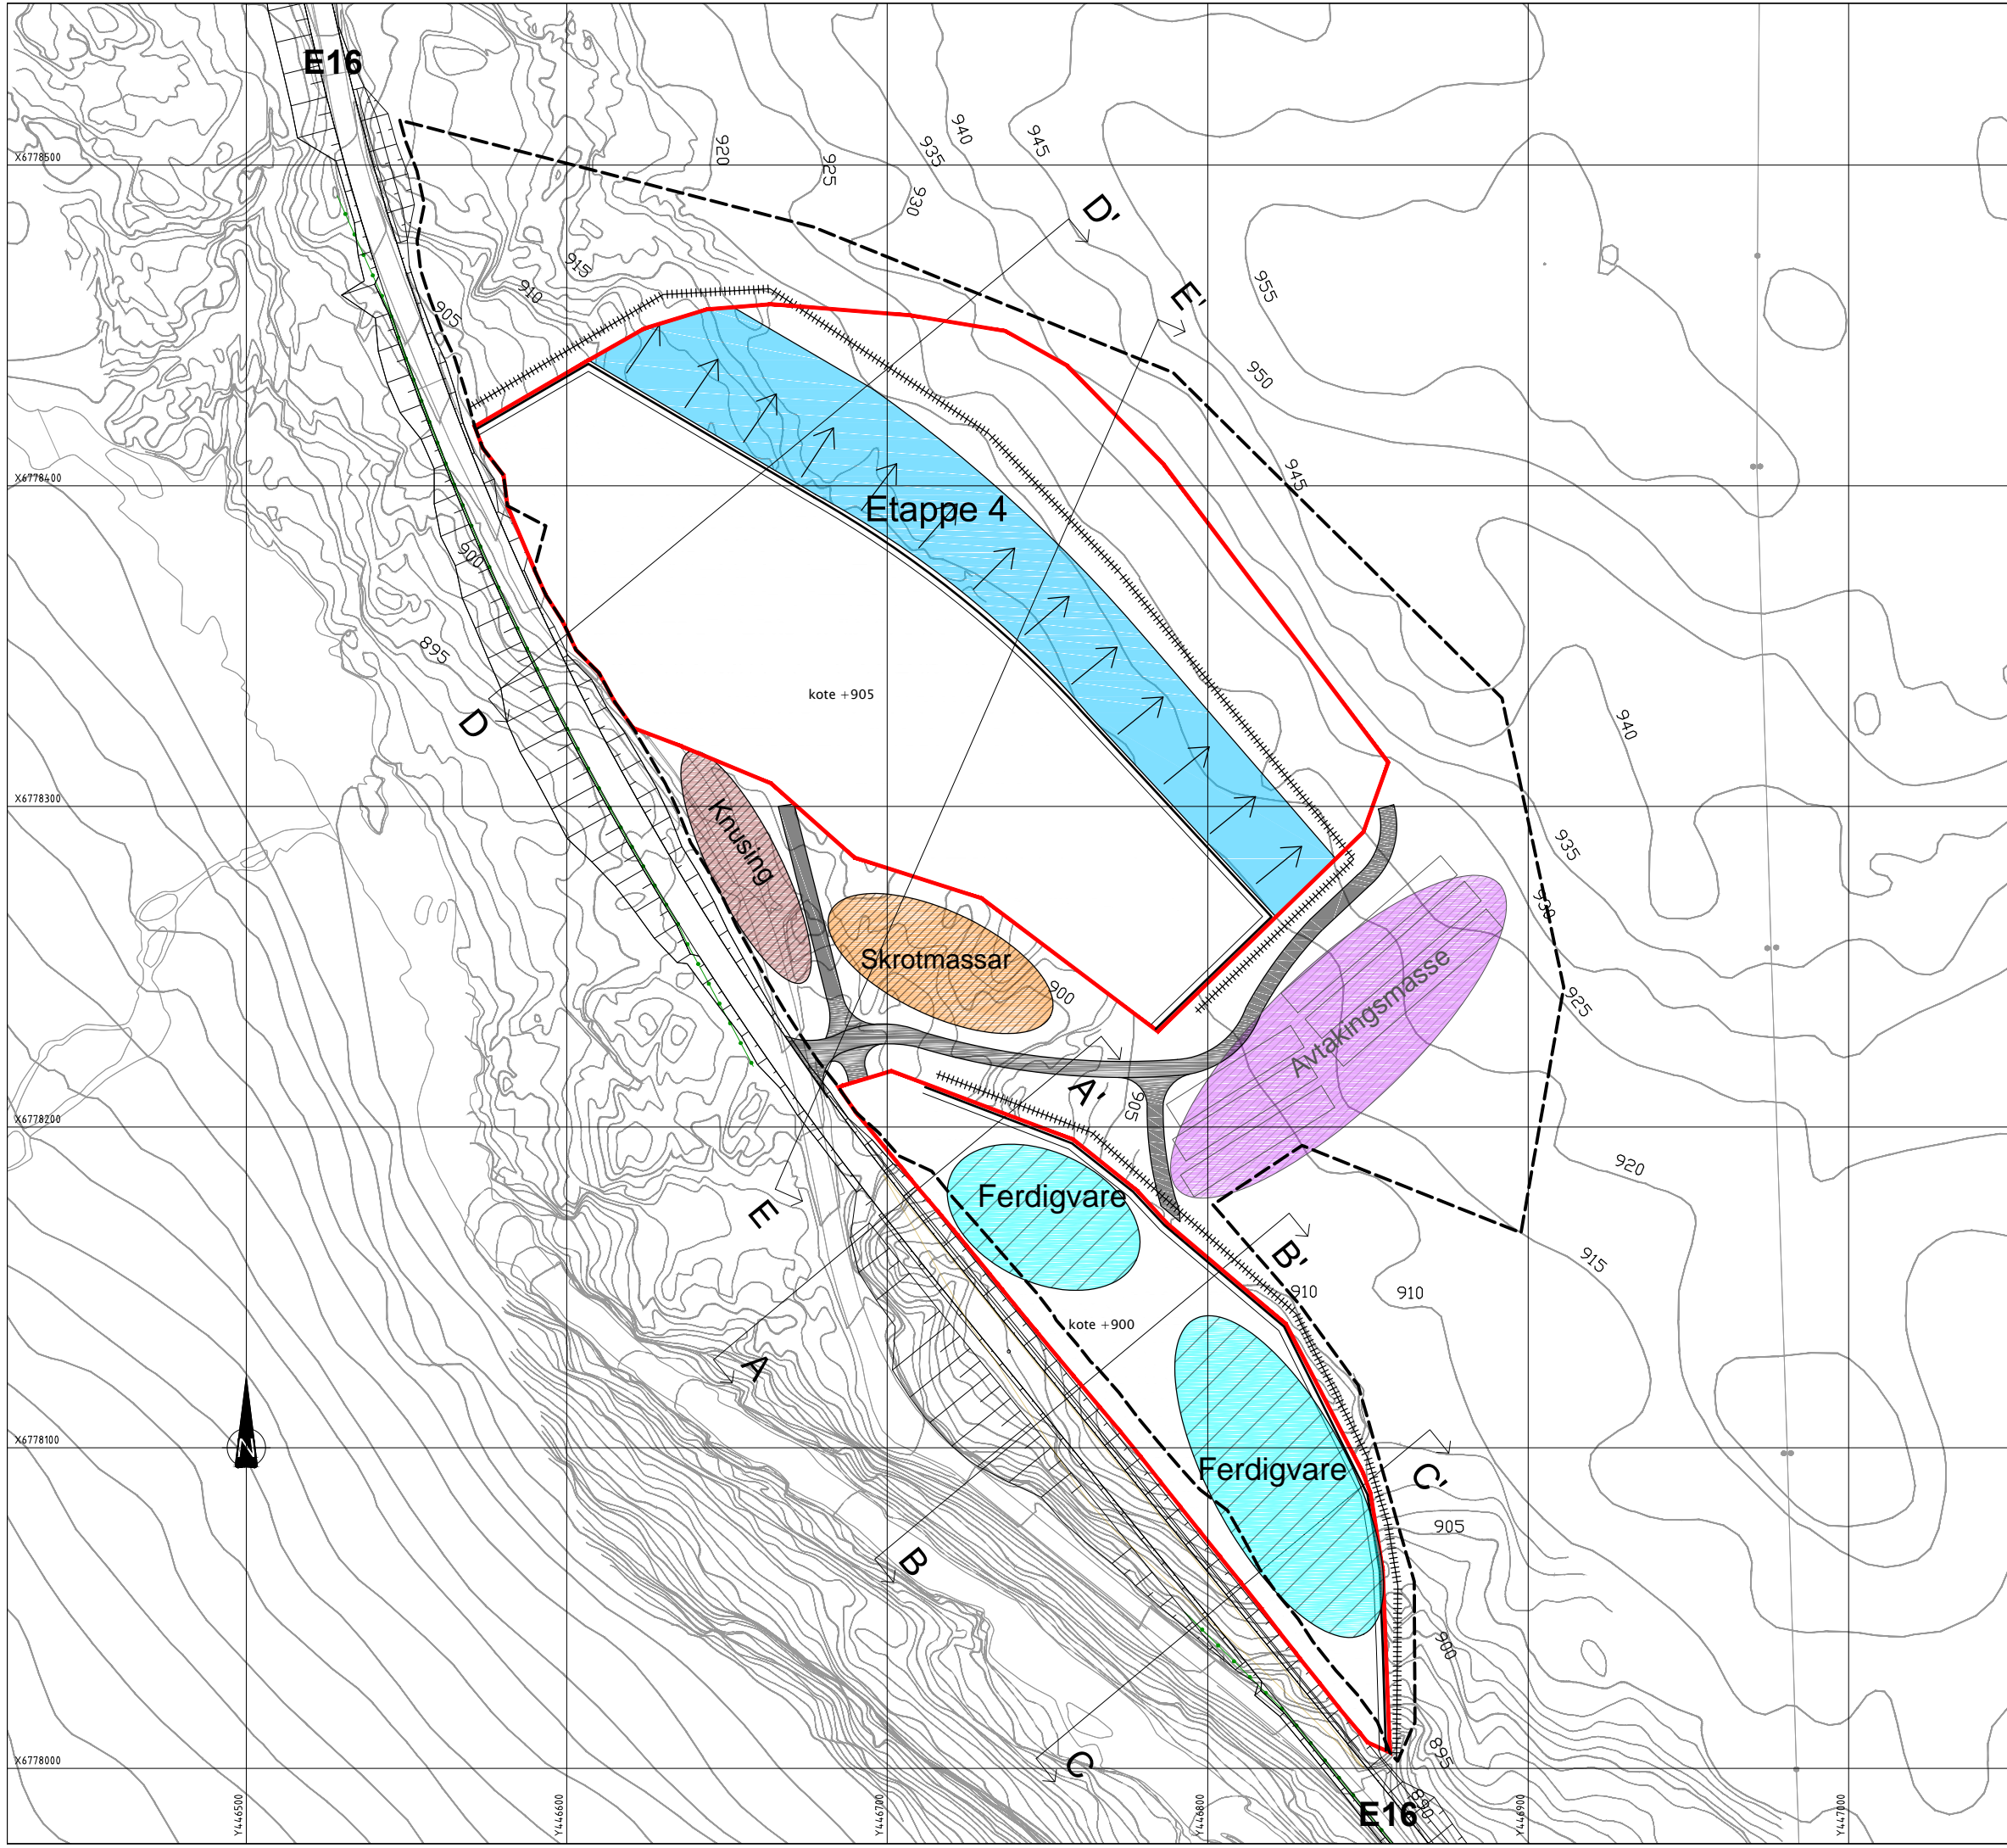 E16
940
945
935
920
925
X6778500
930
D'
915
955
910
E'
905
950
945
X6778400
Etappe 4
900
895
kote +905
D
940
X6778300
Knusing
935
930
Skrotmassar
Avtakingsmasse
900
925
A'
905
X6778200
920
Ferdigvare
E
B'
915
910
910
kote +900
A
X6778100
N
Ferdigvare
C'
905
B
900
C
895
X6778000
890
E16
Y446500
Y446600
Y446700
Y446800
Y446900
Y447000